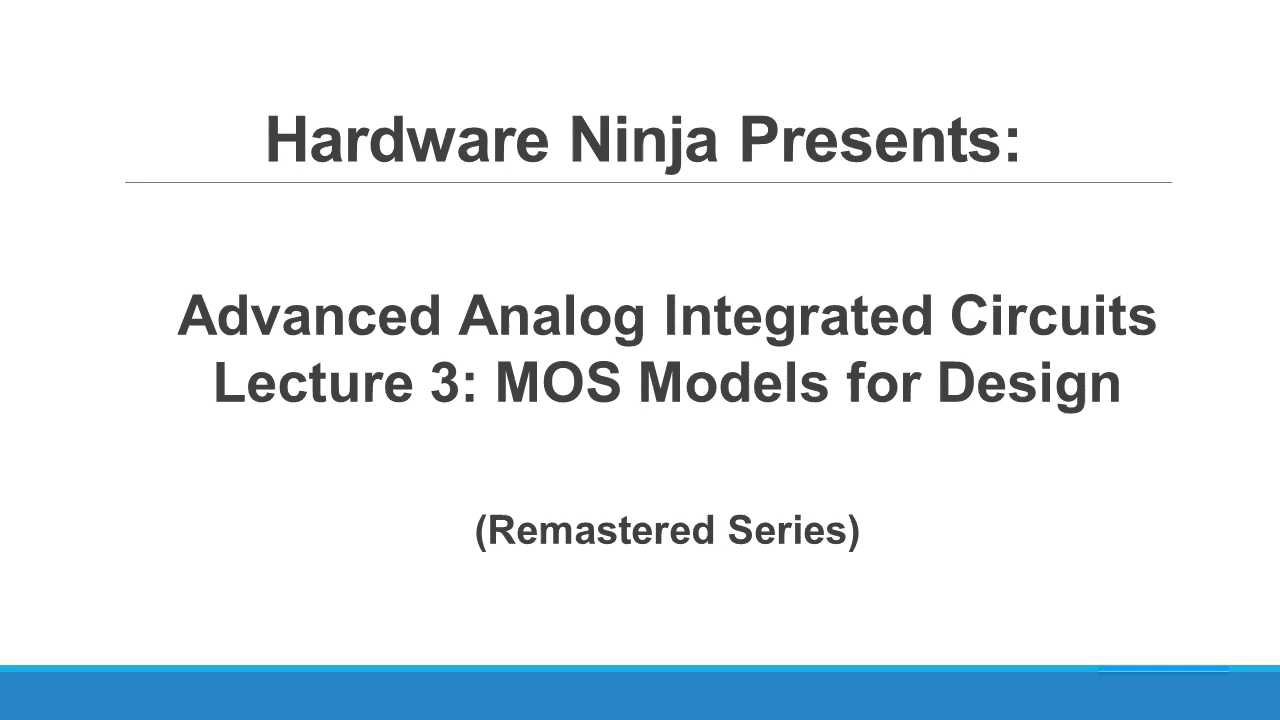 Hardware Ninja Presents:
Advanced Analog Integrated Circuits
Lecture 3: MOS Models for Design
(Remastered Series)